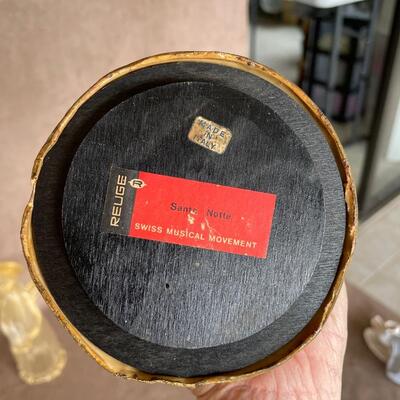 MADE
IN
ITALY
REUGE R
Santa Notte
SWISS MUSICAL MOVEMENT